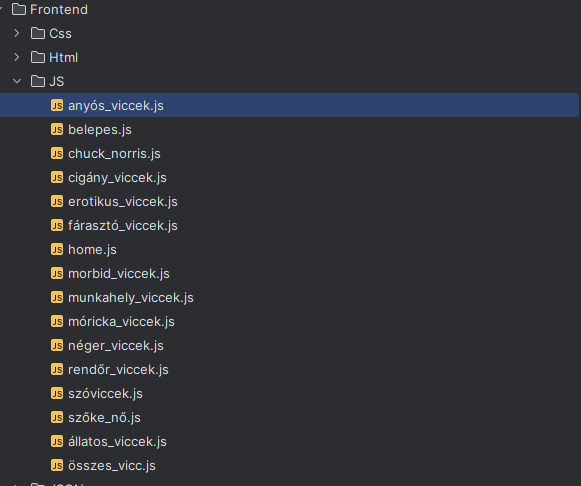 Frontend
Css
Html
JS
JS anyós_viccek.js
JS belepes.js
JS chuck_norris.js
JS cigány_viccek.js
JS erotikus_viccek.js
JS fárasztó_viccek.js
JS home.js
JS morbid_viccek.js
JS munkahely_viccek.js
JS móricka_viccek.js
JS néger_viccek.js
JS rendőr_viccek.js
JS szóviccek.js
JS szőke_nő.js
JS állatos_viccek.js
JS összes_vicc.js